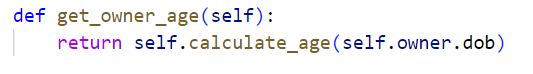 def get_owner_age(self):
    return self.calculate_age(self.owner.dob)